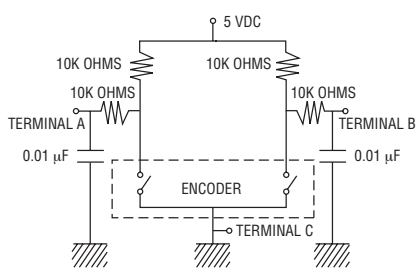 5 VDC
10K OHMS
10K OHMS
10K OHMS
10K OHMS
TERMINAL A
TERMINAL B
0.01 µF
0.01 µF
ENCODER
TERMINAL C